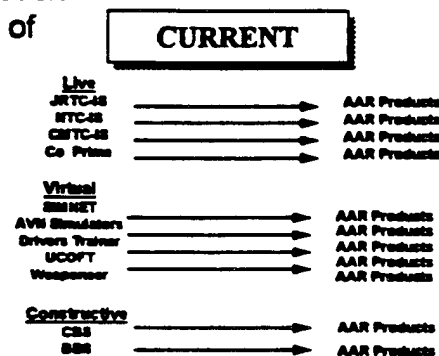 of
CURRENT
Live
JRTC-IS AAR Products
NTC-IS AAR Products
CMTC-IS AAR Products
Co Prime AAR Products
Virtual
SIMNET AAR Products
AVN Simulators AAR Products
Drivers Trainer AAR Products
UCOFT AAR Products
Weaponeer AAR Products
Constructive
CBS AAR Products
BBS AAR Products